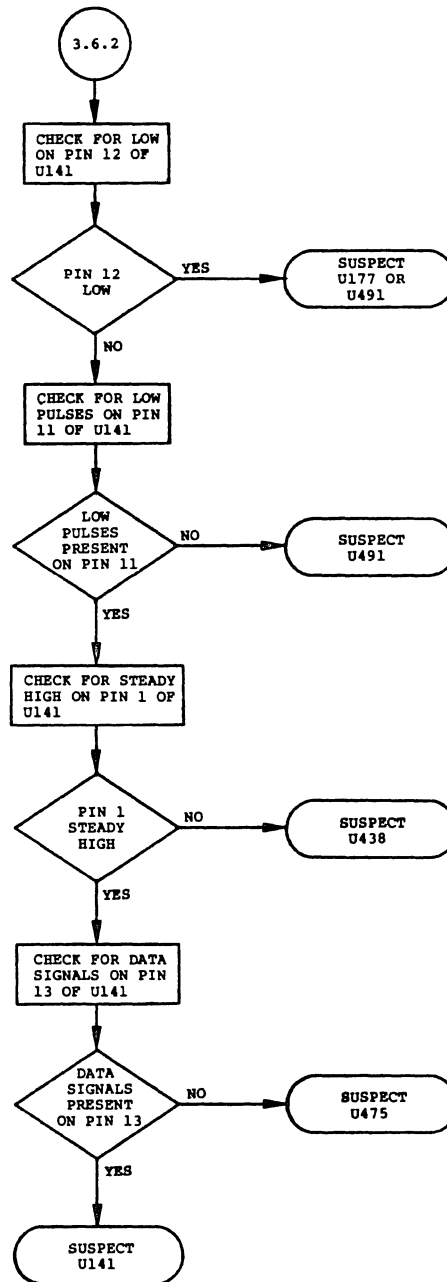 3.6.2
CHECK FOR LOW
ON PIN 12 OF
U141
PIN 12
LOW
YES
SUSPECT
U177 OR
U491
NO
CHECK FOR LOW
PULSES ON PIN
11 OF U141
LOW
PULSES
PRESENT
ON PIN 11
NO
SUSPECT
U491
YES
CHECK FOR STEADY
HIGH ON PIN 1 OF
U141
PIN 1
STEADY
HIGH
NO
SUSPECT
U438
YES
CHECK FOR DATA
SIGNALS ON PIN
13 OF U141
DATA
SIGNALS
PRESENT
ON PIN 13
NO
SUSPECT
U475
YES
SUSPECT
U141